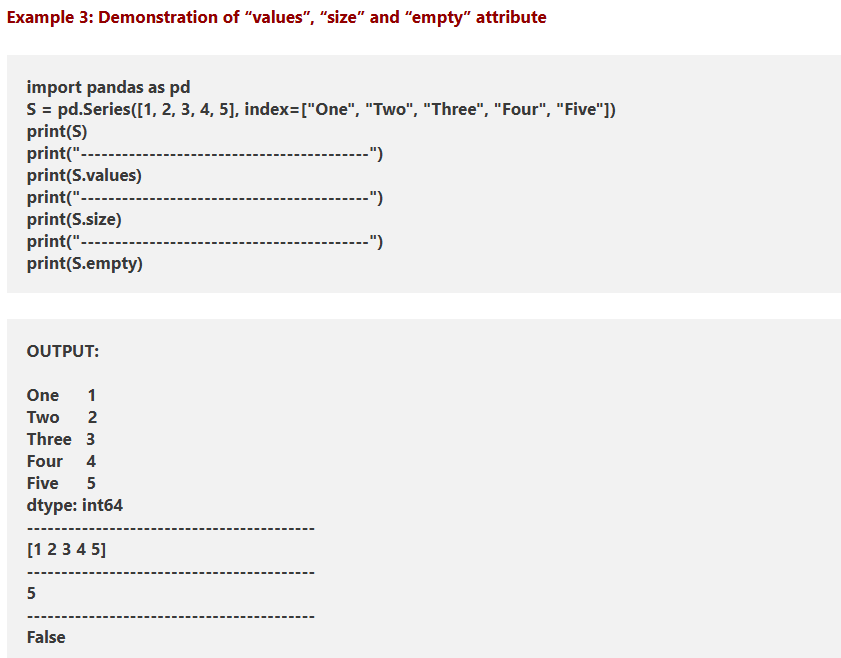 Example 3: Demonstration of “values”, “size” and “empty” attribute
import pandas as pd
S = pd.Series([1, 2, 3, 4, 5], index=["One", "Two", "Three", "Four", "Five"])
print(S)
print("------------------------------------------")
print(S.values)
print("------------------------------------------")
print(S.size)
print("------------------------------------------")
print(S.empty)
OUTPUT:
One 1
Two 2
Three 3
Four 4
Five 5
dtype: int64
------------------------------------------
[1 2 3 4 5]
------------------------------------------
5
------------------------------------------
False